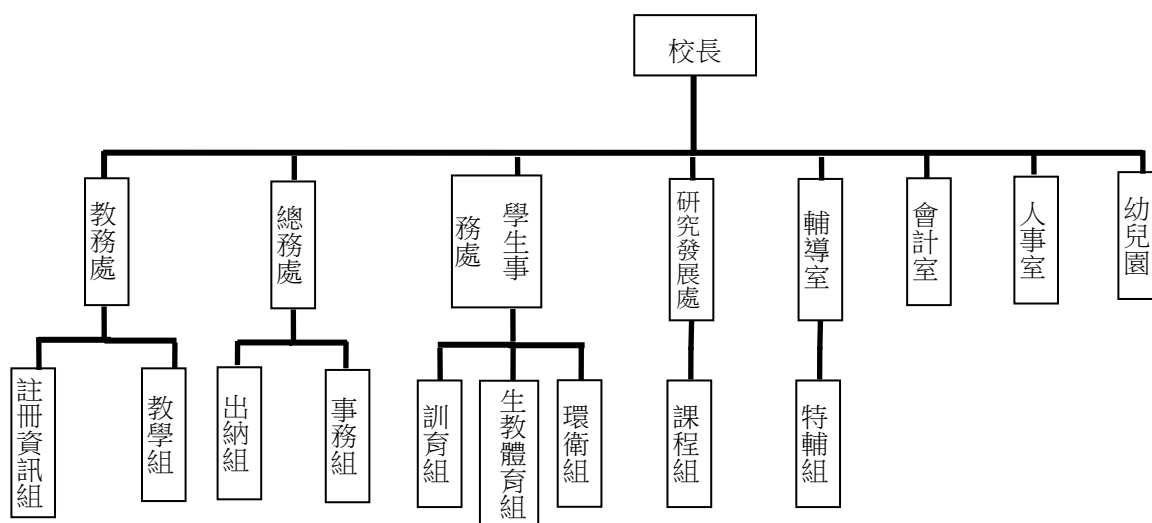 校長
教務處
總務處
學生事
務處
研究發展處
輔導室
會計室
人事室
幼兒園
註冊資訊組
教學組
出納組
事務組
訓育組
生教體育組
環衛組
課程組
特輔組